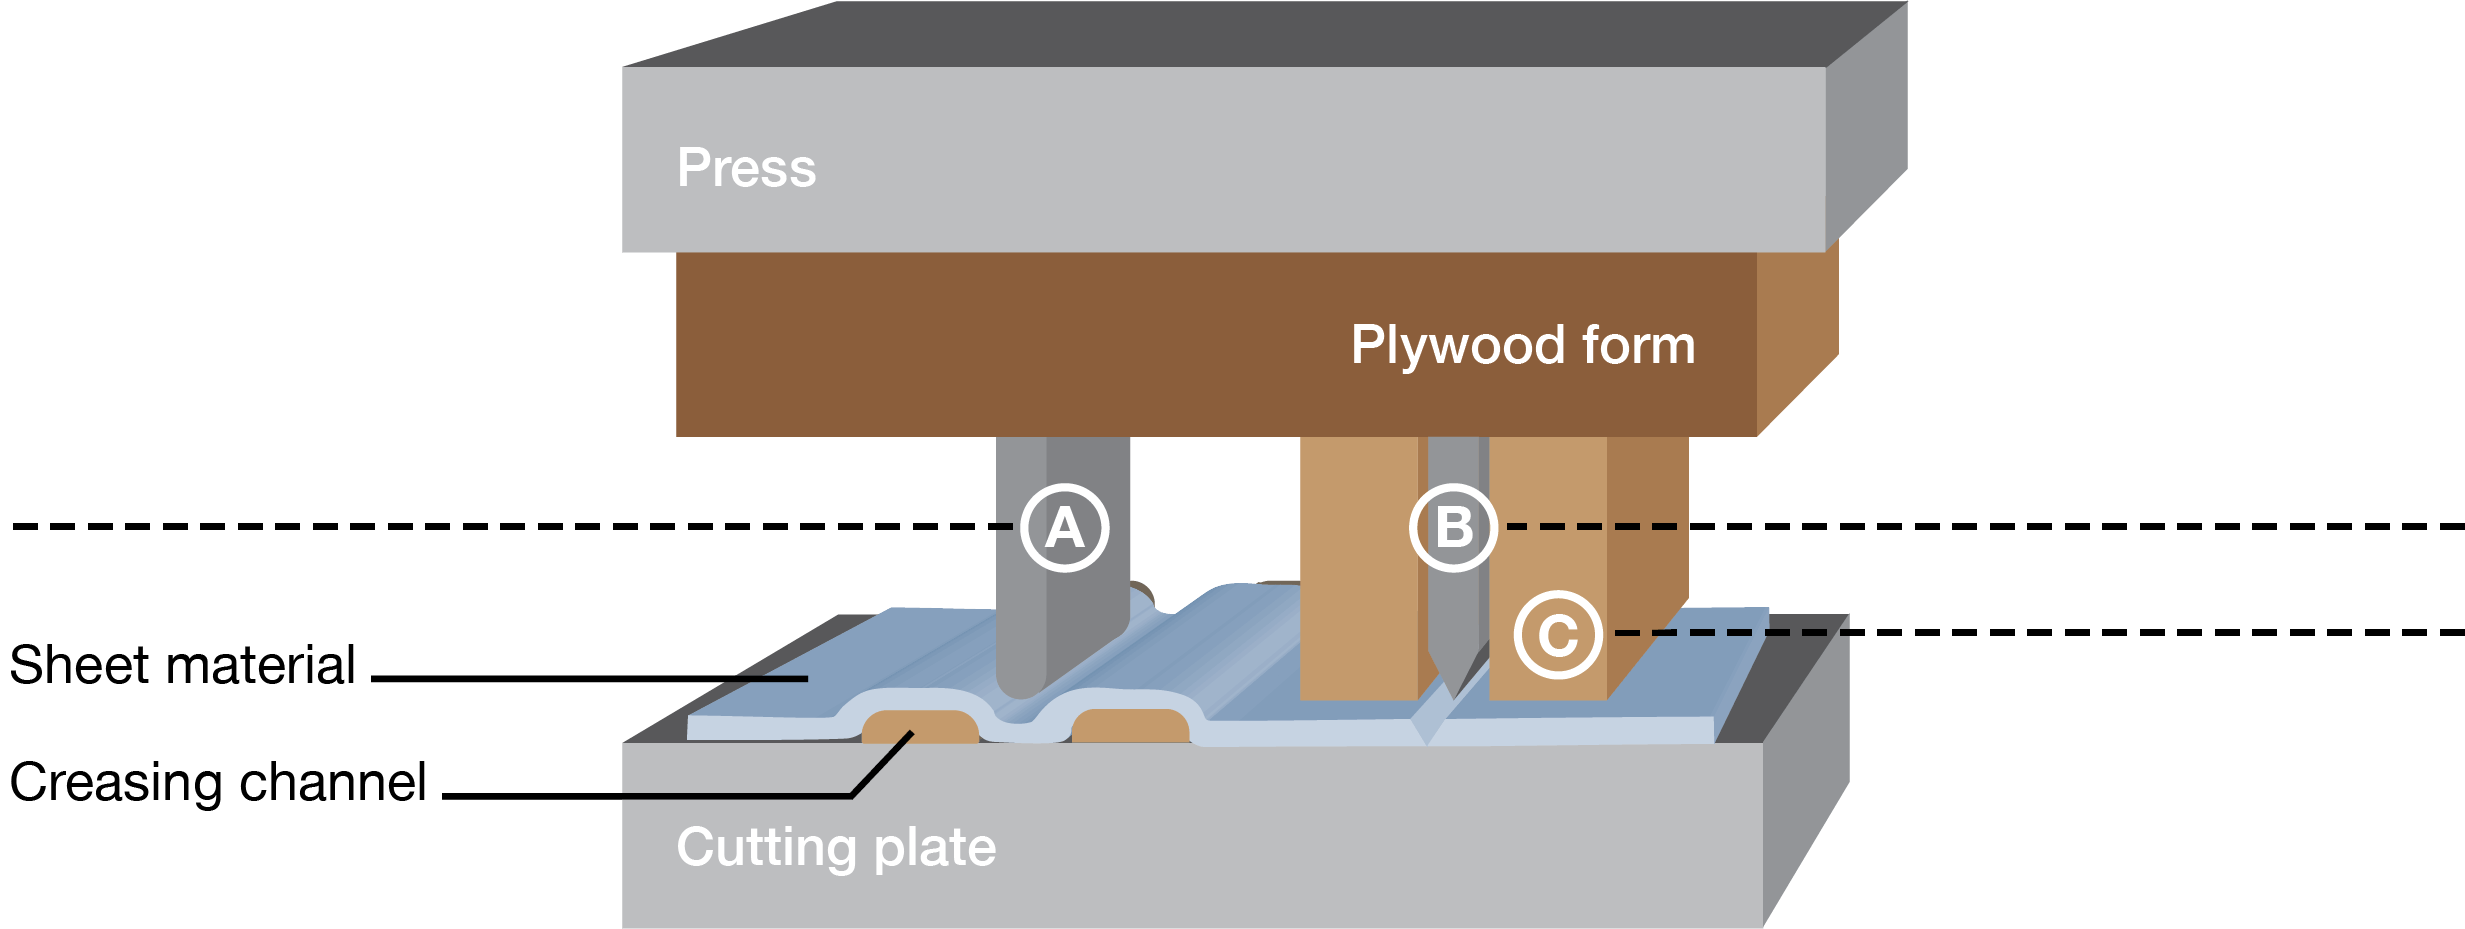 Press
Plywood form
A
B
C
Sheet material
Creasing channel
Cutting plate